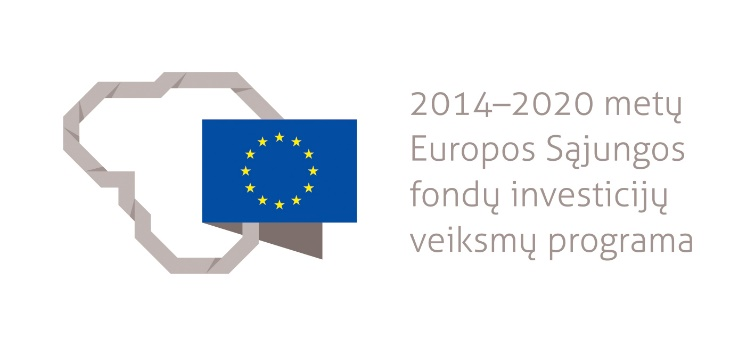 2014–2020 metų
Europos Sąjungos
fondų investicijų
veiksmų programa